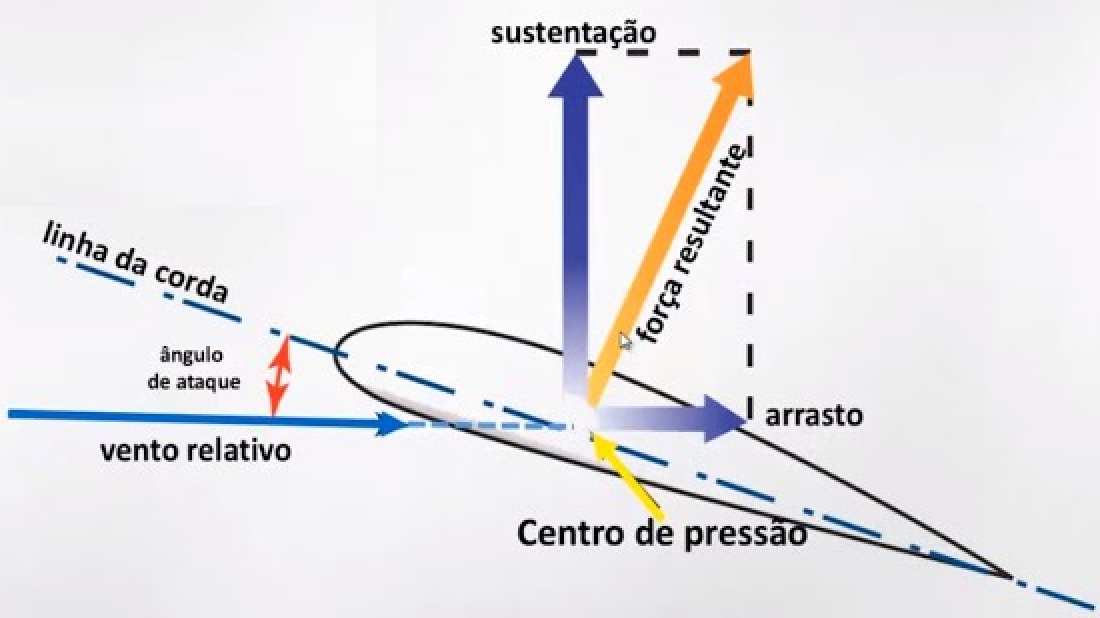 sustentação
força resultante
linha da corda
ângulo
de ataque
vento relativo
arrasto
Centro de pressão